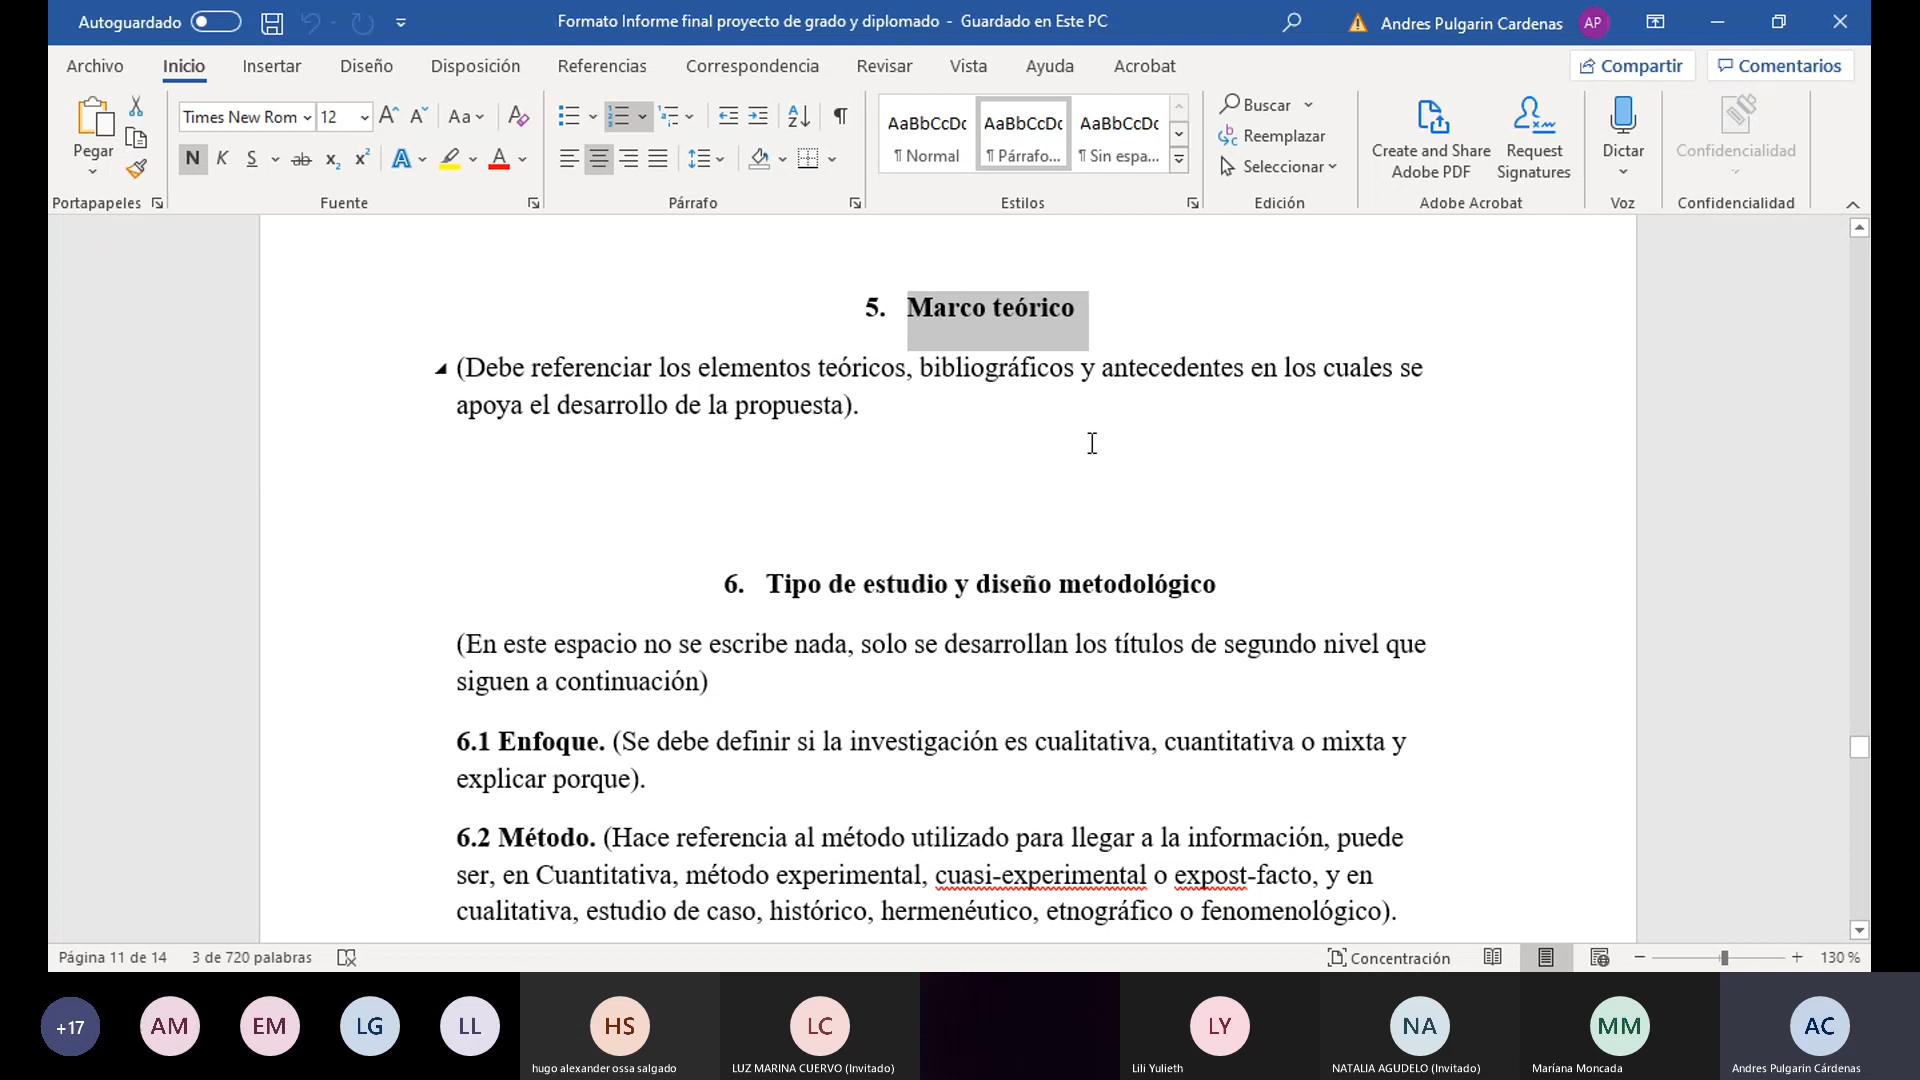 Autoguardado
Formato Informe final proyecto de grado y diplomado - Guardado en Este PC
Andres Pulgarin Cardenas
AP
Archivo
Inicio
Insertar
Diseño
Disposición
Referencias
Correspondencia
Revisar
Vista
Ayuda
Acrobat
Compartir
Comentarios
Pegar
Portapapeles
Times New Rom
12
Aa
N K S ab x₂ x²
Fuente
Párrafo
AaBbCcDc AaBbCcDc AaBbCcDc
¶ Normal ¶ Párrafo... ¶ Sin espa...
Estilos
Buscar
Reemplazar
Seleccionar
Edición
Create and Share
Adobe PDF
Request
Signatures
Adobe Acrobat
Dictar
Voz
Confidencialidad
Confidencialidad
5. Marco teórico
(Debe referenciar los elementos teóricos, bibliográficos y antecedentes en los cuales se
apoya el desarrollo de la propuesta).
6. Tipo de estudio y diseño metodológico
(En este espacio no se escribe nada, solo se desarrollan los títulos de segundo nivel que
siguen a continuación)
6.1 Enfoque. (Se debe definir si la investigación es cualitativa, cuantitativa o mixta y
explicar porque).
6.2 Método. (Hace referencia al método utilizado para llegar a la información, puede
ser, en Cuantitativa, método experimental, cuasi-experimental o expost-facto, y en
cualitativa, estudio de caso, histórico, hermenéutico, etnográfico o fenomenológico).
Página 11 de 14
3 de 720 palabras
Concentración
130 %
+17
AM
EM
LG
LL
HS
hugo alexander ossa salgado
LC
LUZ MARINA CUERVO (Invitado)
LY
Lili Yulieth
NA
NATALIA AGUDELO (Invitado)
MM
Maríana Moncada
AC
Andres Pulgarin Cárdenas